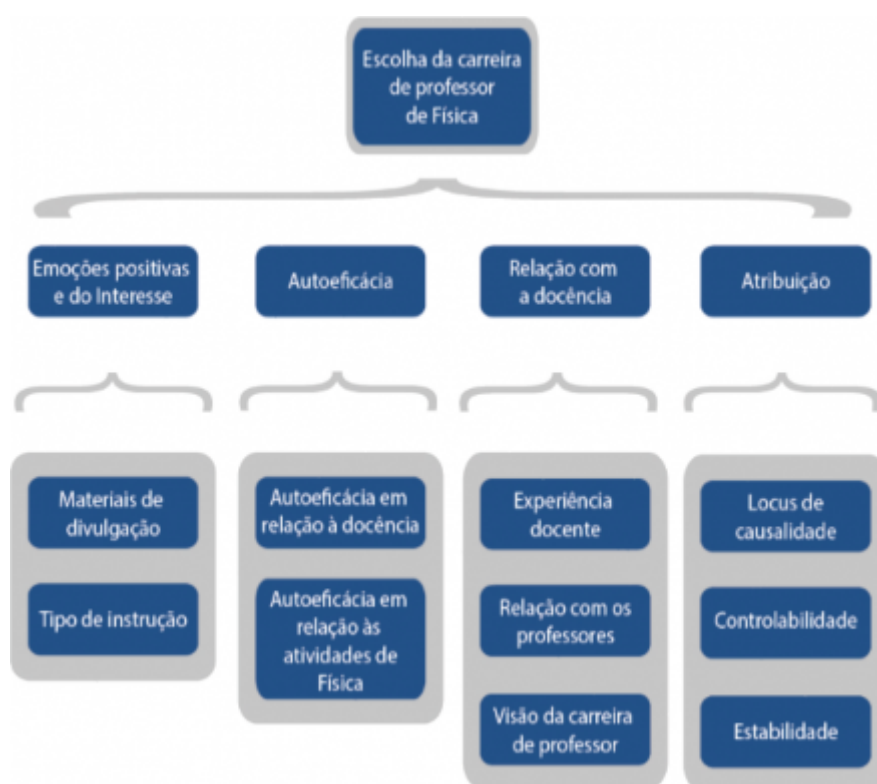 Escolha da carreira
de professor
de Física
Emoções positivas
e do Interesse
Autoeficácia
Relação com
a docência
Atribuição
Materiais de
divulgação
Tipo de instrução
Autoeficácia em
relação à docência
Autoeficácia em
relação às
atividades de
Física
Experiência
docente
Relação com os
professores
Visão da carreira
de professor
Locus de
causalidade
Controlabilidade
Estabilidade